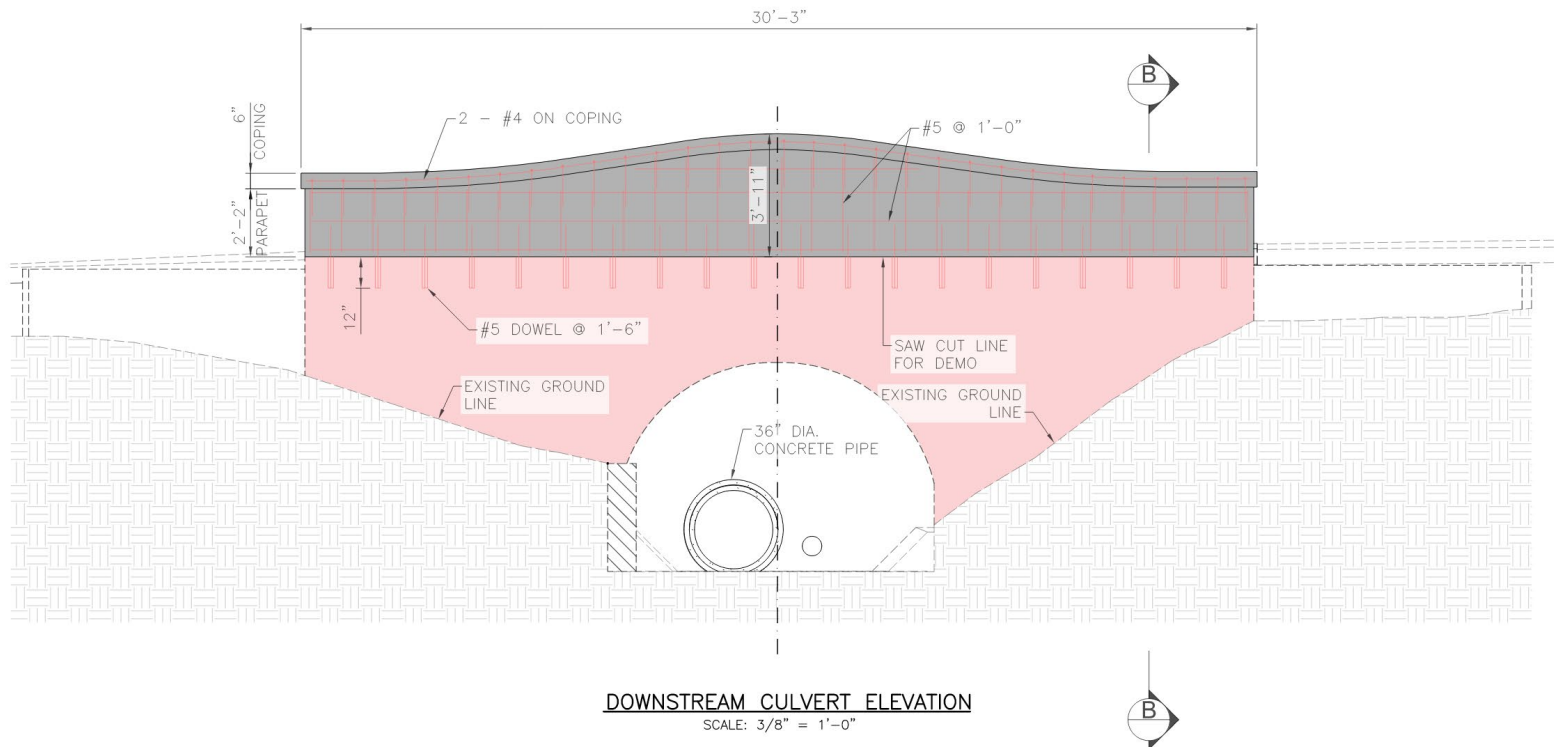 30'-3"
B
6"
COPING
2 - #4 ON COPING
#5 @ 1'-0"
2'-2"
PARAPET
3'-11"
12"
#5 DOWEL @ 1'-6"
SAW CUT LINE
FOR DEMO
EXISTING GROUND
LINE
EXISTING GROUND
LINE
36" DIA.
CONCRETE PIPE
B
DOWNSTREAM CULVERT ELEVATION
SCALE: 3/8" = 1'-0"